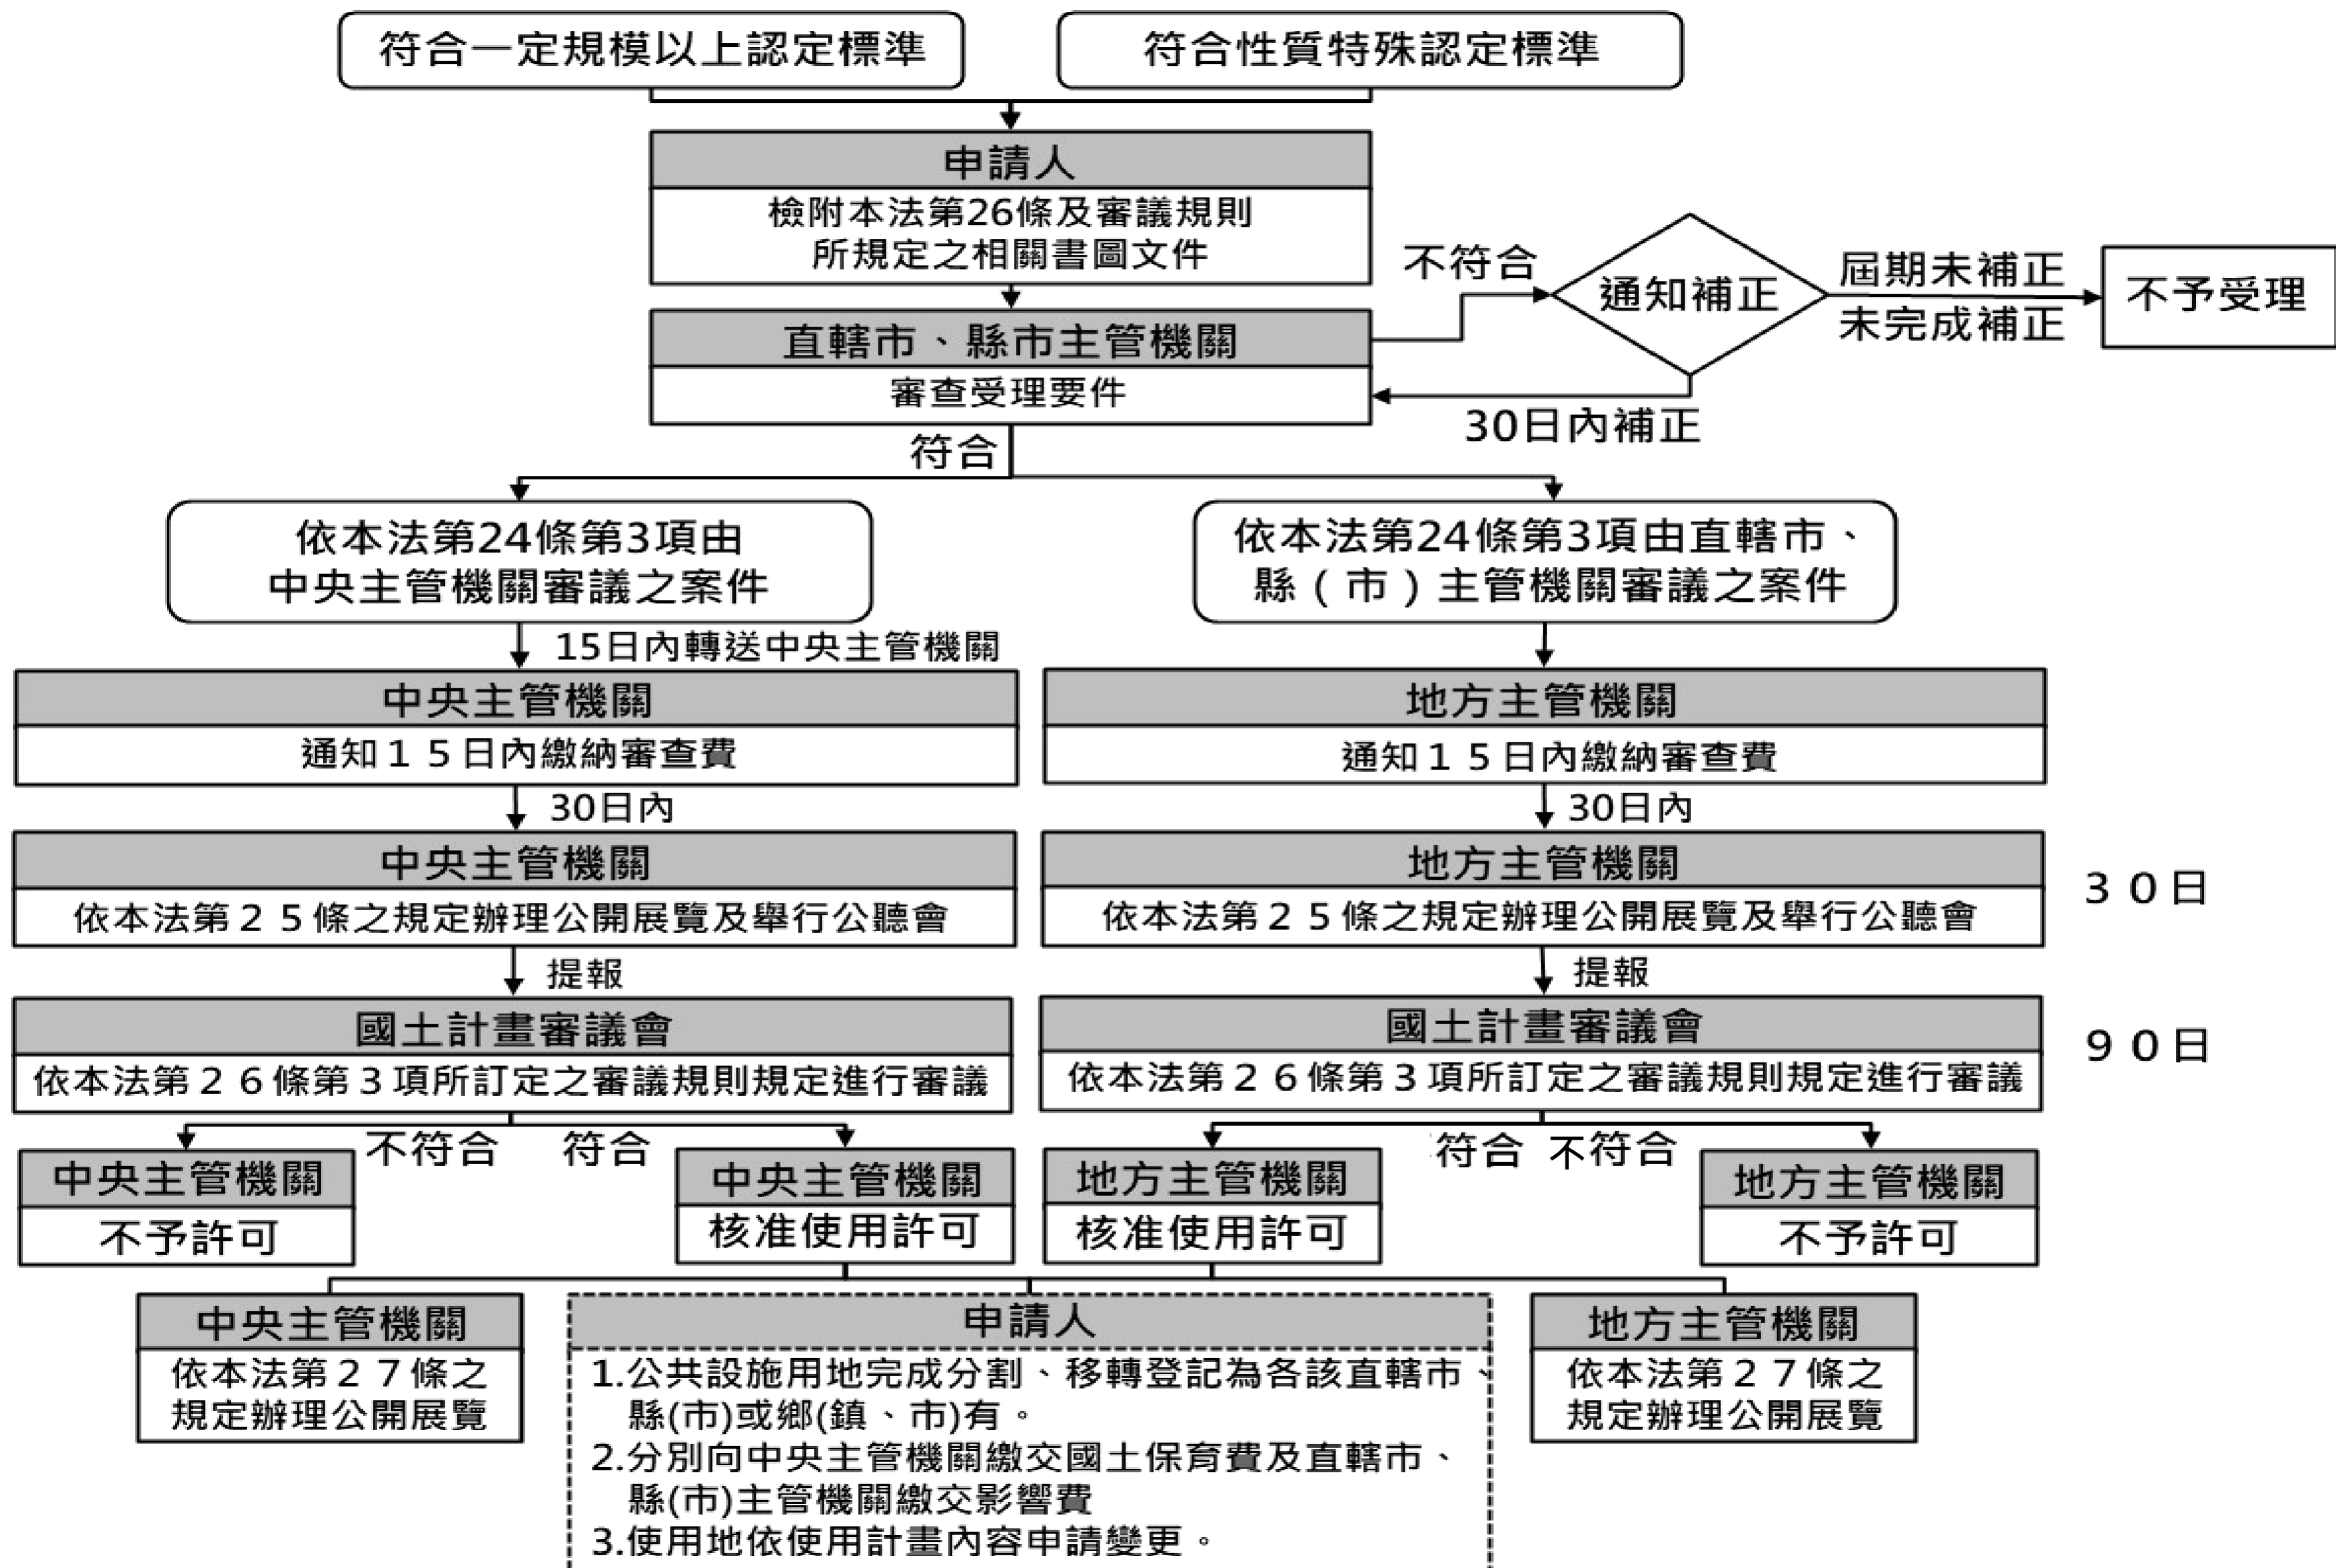 符合一定規模以上認定標準
符合性質特殊認定標準
申請人
檢附本法第26條及審議規則
所規定之相關書圖文件
不符合
通知補正
屆期未補正
未完成補正
不予受理
直轄市、縣市主管機關
審查受理要件
30日內補正
符合
依本法第24條第3項由
中央主管機關審議之案件
依本法第24條第3項由直轄市、
縣（市）主管機關審議之案件
15日內轉送中央主管機關
中央主管機關
通知１５日內繳納審查費
地方主管機關
通知１５日內繳納審查費
30日內
30日內
中央主管機關
依本法第２５條之規定辦理公開展覽及舉行公聽會
地方主管機關
依本法第２５條之規定辦理公開展覽及舉行公聽會
３０日
提報
提報
國土計畫審議會
依本法第２６條第３項所訂定之審議規則規定進行審議
國土計畫審議會
依本法第２６條第３項所訂定之審議規則規定進行審議
９０日
不符合
符合
符合
不符合
中央主管機關
不予許可
中央主管機關
核准使用許可
地方主管機關
核准使用許可
地方主管機關
不予許可
中央主管機關
依本法第２７條之
規定辦理公開展覽
申請人
1.公共設施用地完成分割、移轉登記為各該直轄市、
縣(市)或鄉(鎮、市)有。
2.分別向中央主管機關繳交國土保育費及直轄市、
縣(市)主管機關繳交影響費
3.使用地依使用計畫內容申請變更。
地方主管機關
依本法第２７條之
規定辦理公開展覽